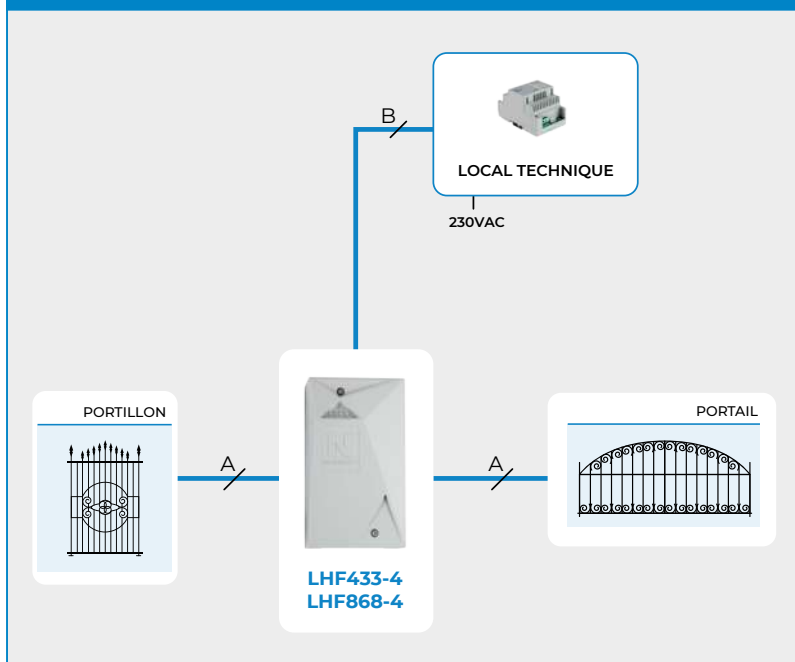 B
LOCAL TECHNIQUE
230VAC
PORTILLON
A
A
PORTAIL
LHF433-4
LHF868-4